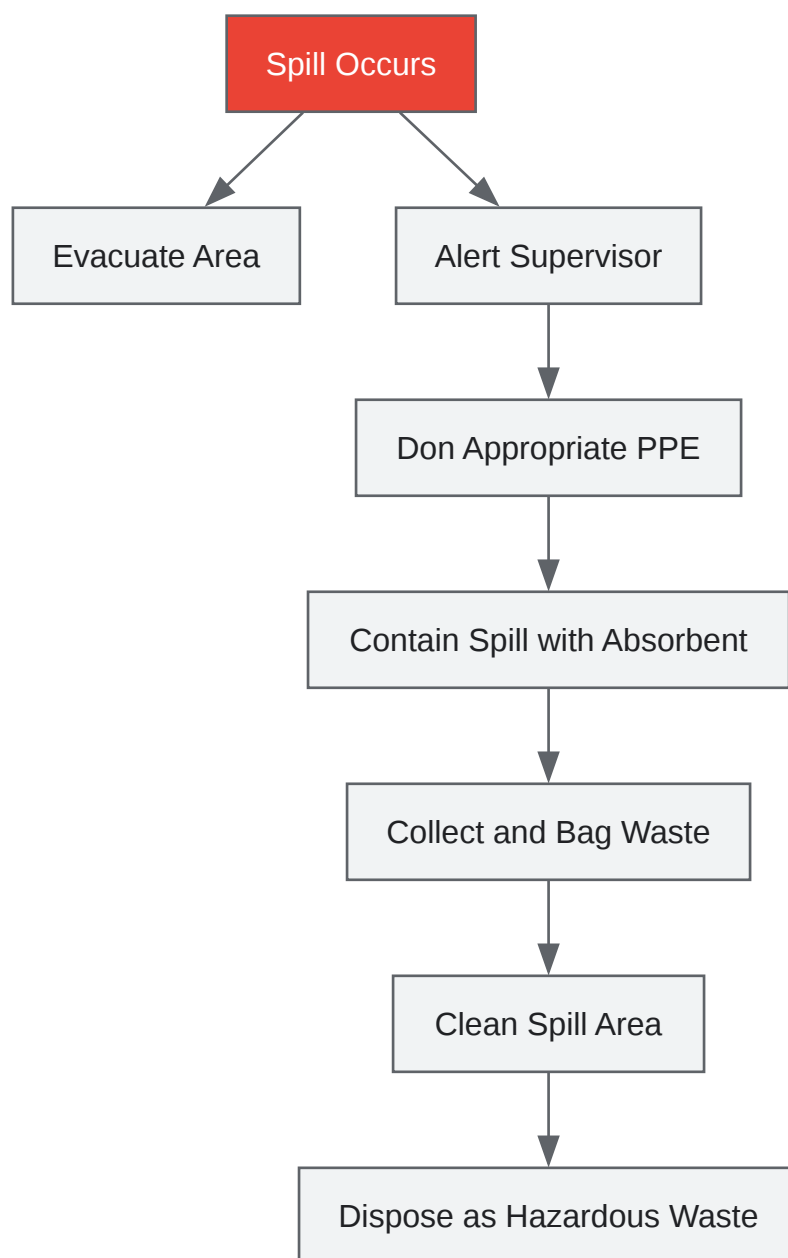 Spill Occurs
Evacuate Area
Alert Supervisor
Don Appropriate PPE
Contain Spill with Absorbent
Collect and Bag Waste
Clean Spill Area
Dispose as Hazardous Waste